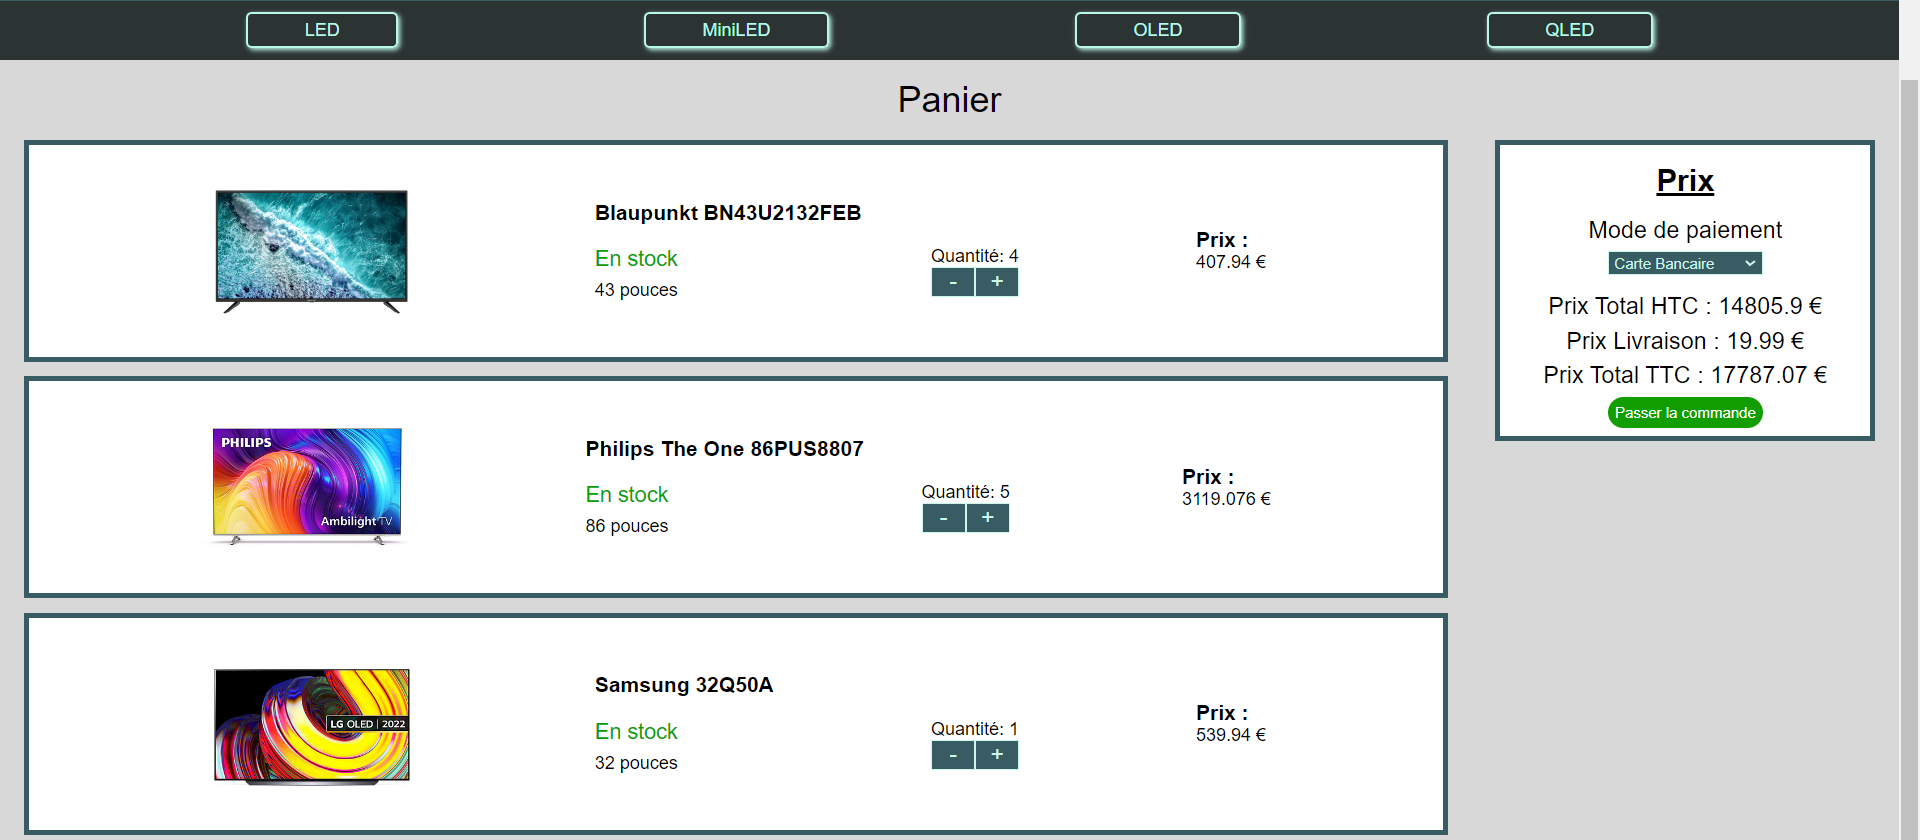 LED
MiniLED
OLED
QLED
Panier
Blaupunkt BN43U2132FEB
En stock
43 pouces
Quantité: 4
- +
Prix :
407.94 €
PHILIPS
Ambilight TV
Philips The One 86PUS8807
En stock
86 pouces
Quantité: 5
- +
Prix :
3119.076 €
LG OLED | 2022
Samsung 32Q50A
En stock
32 pouces
Quantité: 1
- +
Prix :
539.94 €
Prix
Mode de paiement
Carte Bancaire
Prix Total HTC : 14805.9 €
Prix Livraison : 19.99 €
Prix Total TTC : 17787.07 €
Passer la commande